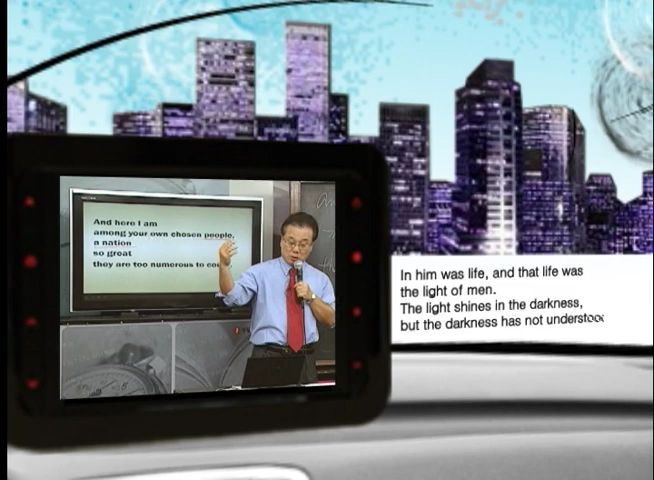 And here I am
among your own chosen people,
a nation
so great
they are too numerous to
In him was life, and that life was
the light of men.
The light shines in the darkness,
but the darkness has not